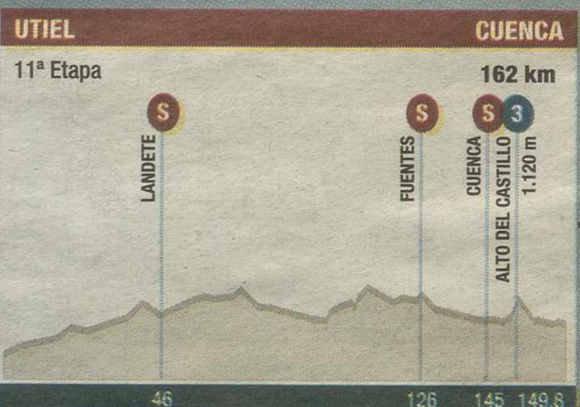 UTIEL CUENCA
11ª Etapa 162 km
S S S 3
LANDETE
FUENTES
CUENCA
ALTO DEL CASTILLO
1.120 m
46 126 145 149.8